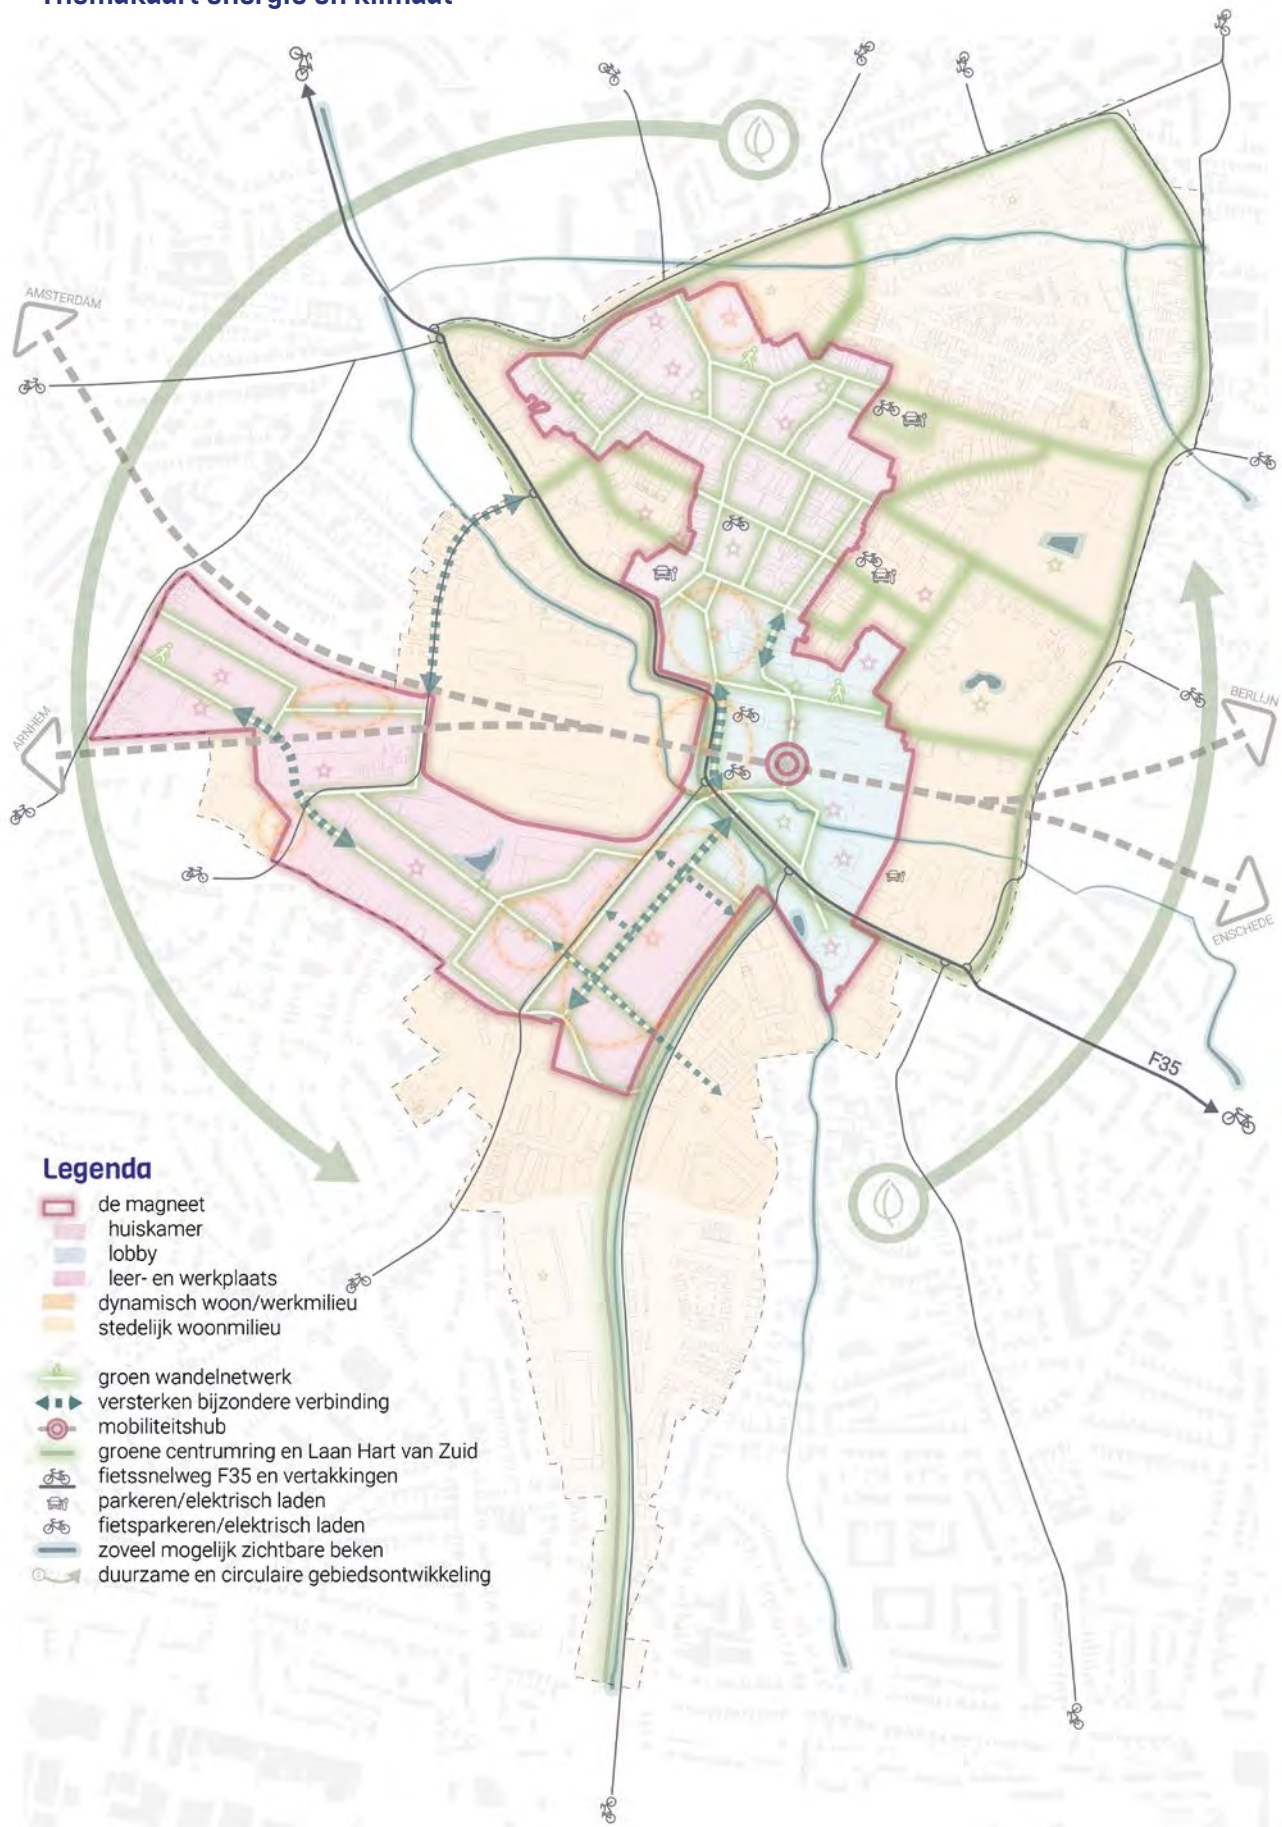 Themakaart energie en klimaat
AMSTERDAM
ARNHEM
BERLIJN
ENSCHEDE
F35
Legenda
de magneet
huiskamer
lobby
leer- en werkplaats
dynamisch woon/werkmilieu
stedelijk woonmilieu
groen wandelnetwerk
versterken bijzondere verbinding
mobiliteitshub
groene centrumring en Laan Hart van Zuid
fietssnelweg F35 en vertakkingen
parkeren/elektrisch laden
fietsparkeren/elektrisch laden
zoveel mogelijk zichtbare beken
duurzame en circulaire gebiedsontwikkeling